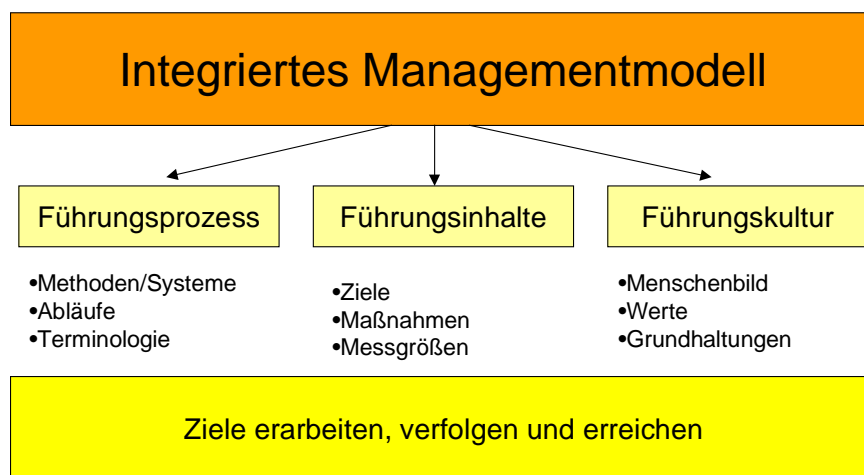 Integriertes Managementmodell
Führungsprozess
•Methoden/Systeme
•Abläufe
•Terminologie
Führungsinhalte
•Ziele
•Maßnahmen
•Messgrößen
Führungskultur
•Menschenbild
•Werte
•Grundhaltungen
Ziele erarbeiten, verfolgen und erreichen